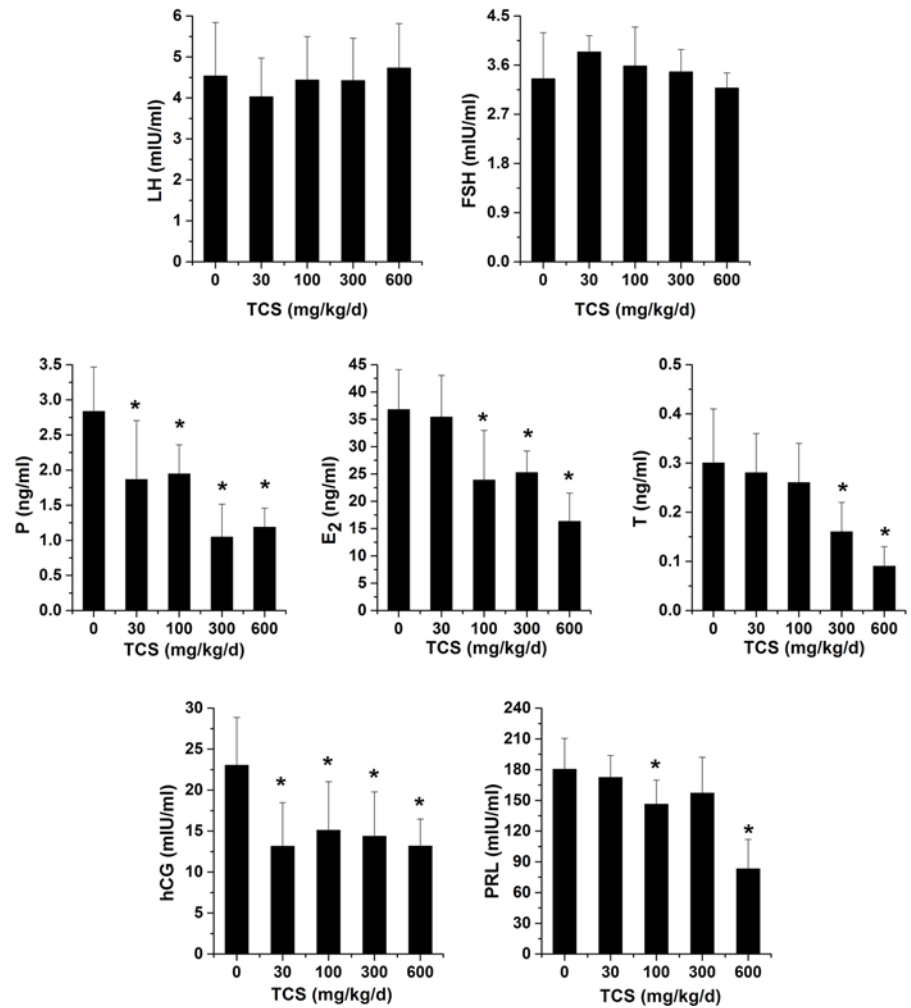 6
5
4
3
2
1
0
LH (mIU/ml)
0 30 100 300 600
TCS (mg/kg/d)
4.5
3.6
2.7
1.8
0.9
0.0
FSH (mIU/ml)
0 30 100 300 600
TCS (mg/kg/d)
3.5
3.0
2.5
2.0
1.5
1.0
0.5
0.0
P (ng/ml)
* * * *
0 30 100 300 600
TCS (mg/kg/d)
45
40
35
30
25
20
15
10
5
0
E2 (ng/ml)
* * *
0 30 100 300 600
TCS (mg/kg/d)
0.5
0.4
0.3
0.2
0.1
0.0
T (ng/ml)
* *
0 30 100 300 600
TCS (mg/kg/d)
30
25
20
15
10
5
0
hCG (mIU/ml)
* * * *
0 30 100 300 600
TCS (mg/kg/d)
240
210
180
150
120
90
60
30
0
PRL (mIU/ml)
* *
0 30 100 300 600
TCS (mg/kg/d)